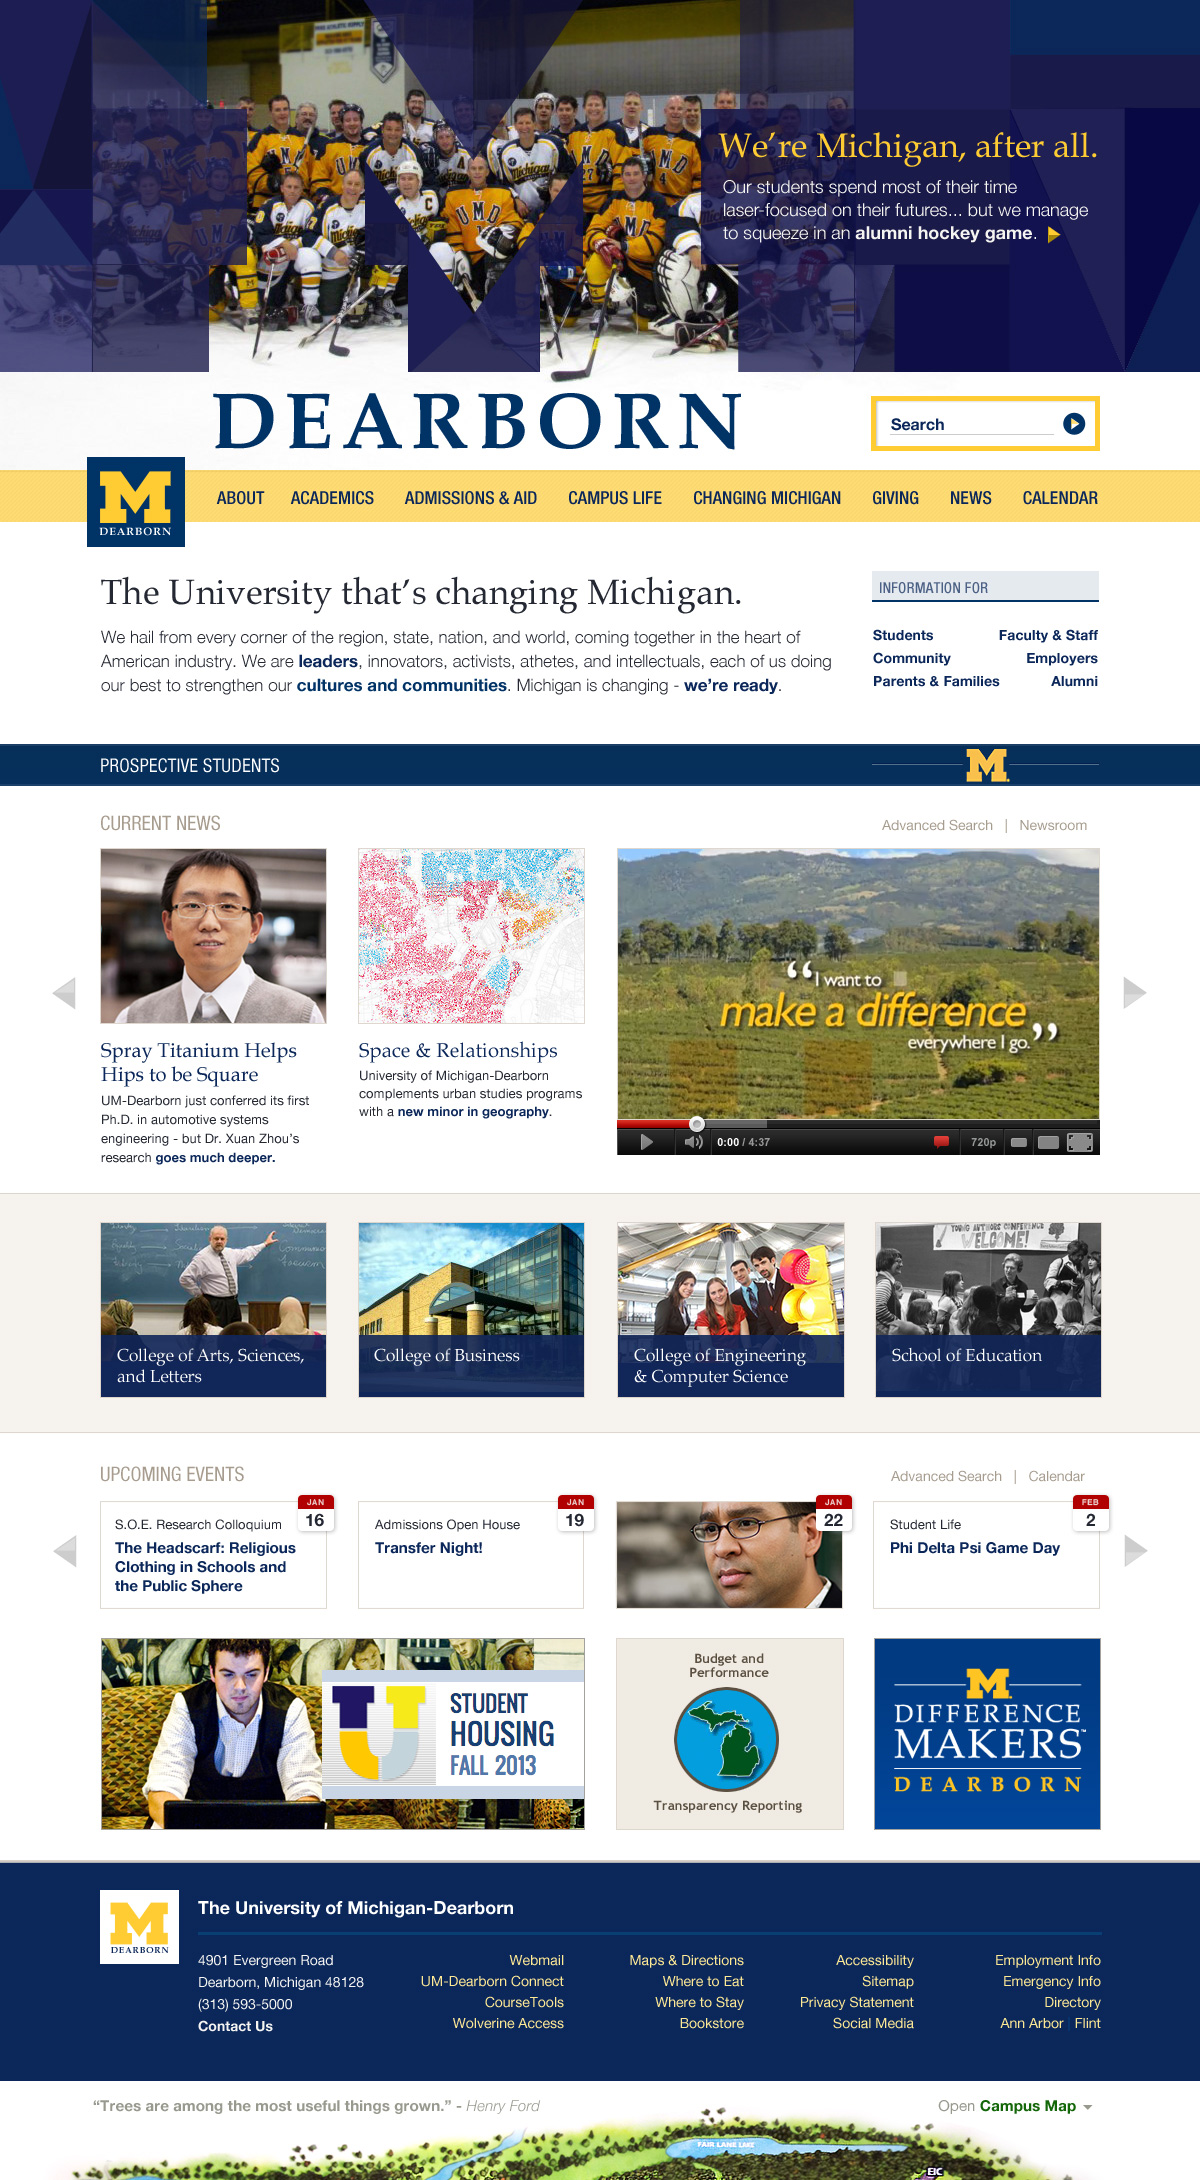 We're Michigan, after all.
Our students spend most of their time
laser-focused on their futures... but we manage
to squeeze in an alumni hockey game.
UMD
UMD
DEARBORN
Search
M
DEARBORN
ABOUT ACADEMICS ADMISSIONS & AID CAMPUS LIFE CHANGING MICHIGAN GIVING NEWS CALENDAR
The University that's changing Michigan.
We hail from every corner of the region, state, nation, and world, coming together in the heart of
American industry. We are leaders, innovators, activists, athetes, and intellectuals, each of us doing
our best to strengthen our cultures and communities. Michigan is changing - we're ready.
INFORMATION FOR
Students Faculty & Staff
Community Employers
Parents & Families Alumni
PROSPECTIVE STUDENTS
M
CURRENT NEWS
Advanced Search | Newsroom
Spray Titanium Helps
Hips to be Square
UM-Dearborn just conferred its first
Ph.D. in automotive systems
engineering - but Dr. Xuan Zhou's
research goes much deeper.
Space & Relationships
University of Michigan-Dearborn
complements urban studies programs
with a new minor in geography.
“I want to
make a difference
everywhere I go.”
0:00 / 4:37
720p
YOUNG AUTHORS CONFERENCE
WELCOME!
College of Arts, Sciences,
and Letters
College of Business
College of Engineering
& Computer Science
School of Education
UPCOMING EVENTS
Advanced Search | Calendar
JAN
16
S.O.E. Research Colloquium
The Headscarf: Religious
Clothing in Schools and
the Public Sphere
JAN
19
Admissions Open House
Transfer Night!
JAN
22
FEB
2
Student Life
Phi Delta Psi Game Day
U
STUDENT
HOUSING
FALL 2013
Budget and
Performance
Transparency Reporting
M
DIFFERENCE
MAKERS™
DEARBORN
M
DEARBORN
The University of Michigan-Dearborn
4901 Evergreen Road
Dearborn, Michigan 48128
(313) 593-5000
Contact Us
Webmail
UM-Dearborn Connect
CourseTools
Wolverine Access
Maps & Directions
Where to Eat
Where to Stay
Bookstore
Accessibility
Sitemap
Privacy Statement
Social Media
Employment Info
Emergency Info
Directory
Ann Arbor | Flint
“Trees are among the most useful things grown.” - Henry Ford
Open Campus Map
FAIR LANE LAKE
EIC